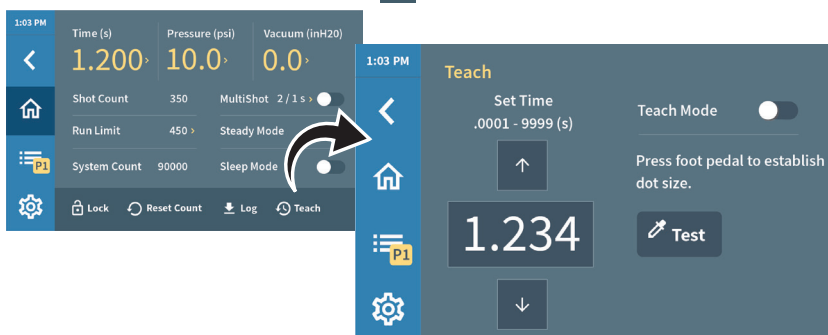 1:03 PM
Time (s) Pressure (psi) Vacuum (inH20)
1.200› 10.0› 0.0›
Shot Count 350 MultiShot 2 / 1 s ›
Run Limit 450 › Steady Mode
System Count 90000 Sleep Mode
P1
Lock Reset Count Log Teach
1:03 PM
Teach
Set Time
.0001 - 9999 (s)
Teach Mode
↑
Press foot pedal to establish
dot size.
1.234
Test
P1
↓